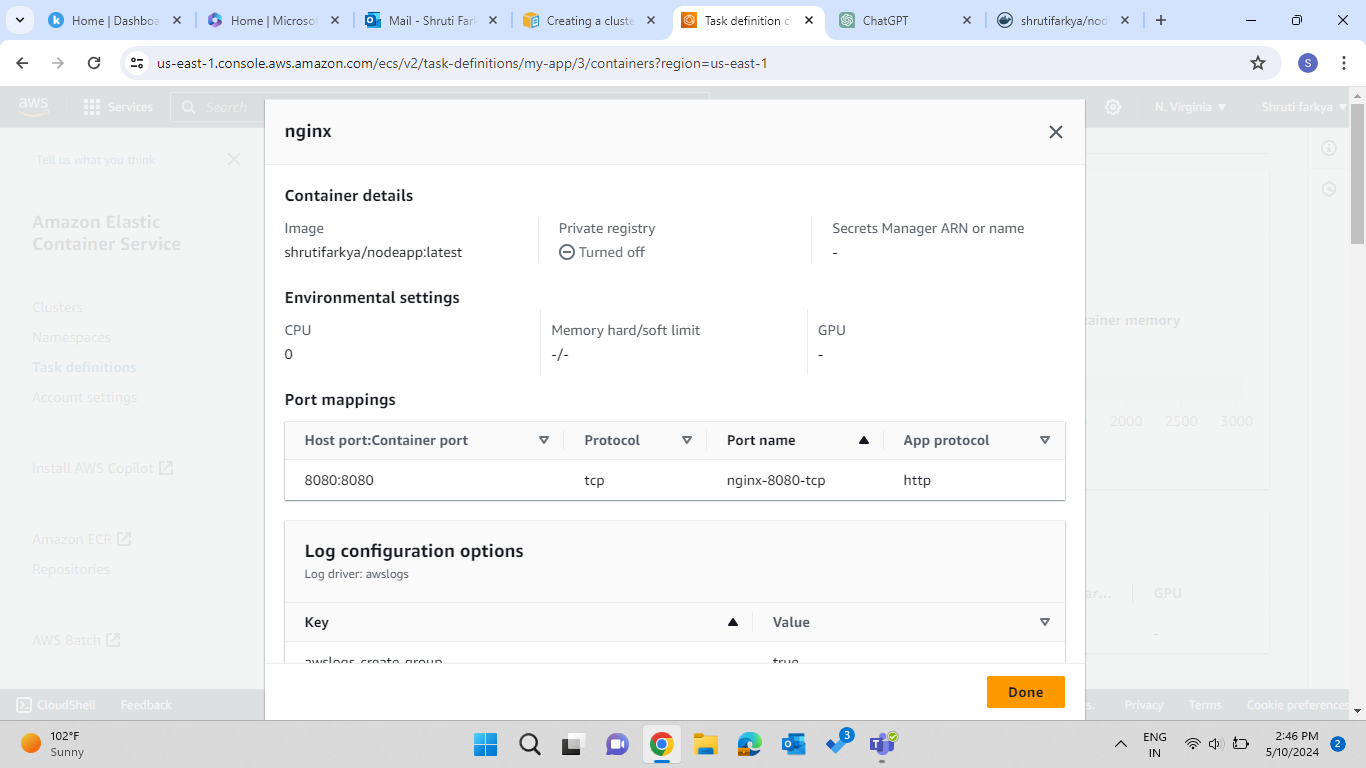 Home | Dashboa
Home | Microsof
Mail - Shruti Fark
Creating a cluste
Task definition co
ChatGPT
shrutifarkya/nod
us-east-1.console.aws.amazon.com/ecs/v2/task-definitions/my-app/3/containers?region=us-east-1
S
aws
Services
Search
N. Virginia
Shruti farkya
Tell us what you think
Amazon Elastic
Container Service
Clusters
Namespaces
Task definitions
Account settings
Install AWS Copilot
Amazon ECR
Repositories
AWS Batch
nginx
Container details
Image
Private registry
Secrets Manager ARN or name
shrutifarkya/nodeapp:latest
Turned off
-
Environmental settings
CPU
Memory hard/soft limit
GPU
0
-/-
-
Port mappings
Host port:Container port
Protocol
Port name
App protocol
8080:8080
tcp
nginx-8080-tcp
http
Log configuration options
Log driver: awslogs
Key
Value
awslogs-create-group
true
Done
tainer memory
2000
2500
3000
ar...
GPU
-
CloudShell
Feedback
s.
Privacy
Terms
Cookie preferences
102°F
Sunny
3
ENG
IN
2:46 PM
5/10/2024
2